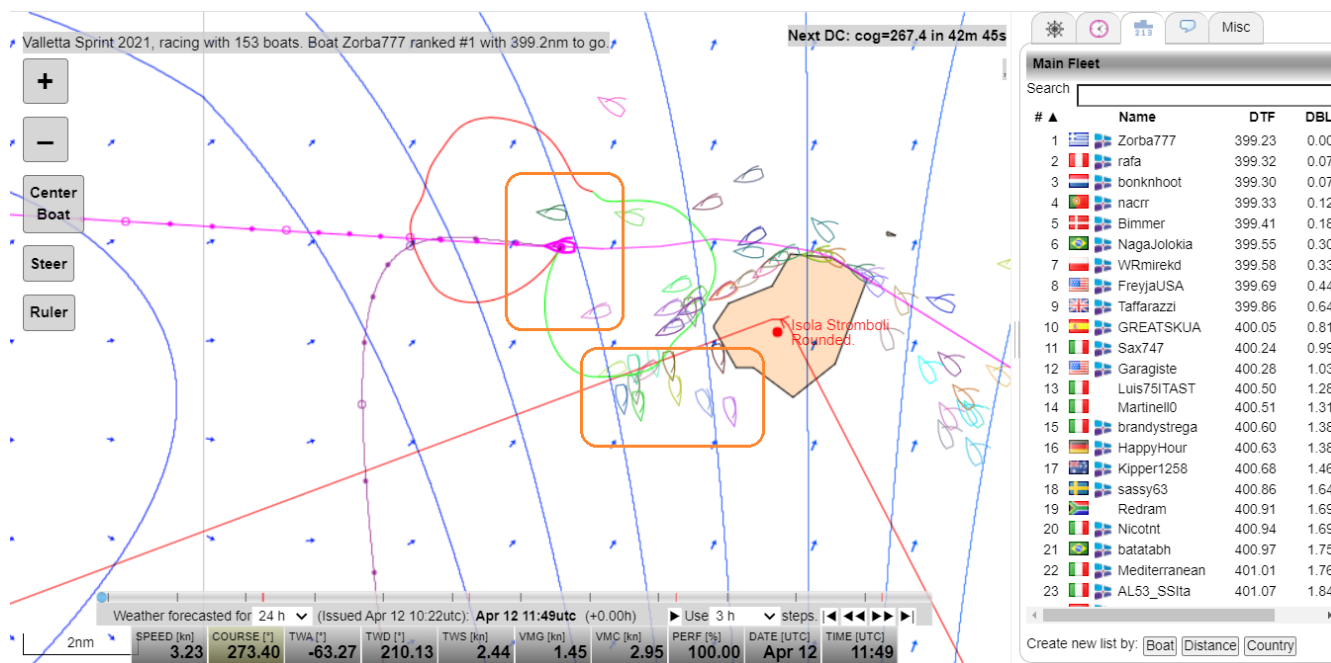 Valletta Sprint 2021, racing with 153 boats. Boat Zorba777 ranked #1 with 399.2nm to go.
Next DC: cog=267.4 in 42m 45s
+
–
Center
Boat
Steer
Ruler
Isola Stromboli
Rounded.
2nm
Weather forecasted for 24 h (Issued Apr 12 10:22utc): Apr 12 11:49utc (+0.00h) Use 3 h steps.
SPEED [kn] COURSE [°] TWA [°] TWD [°] TWS [kn] VMG [kn] VMC [kn] PERF [%] DATE [UTC] TIME [UTC]
3.23 273.40 -63.27 210.13 2.44 1.45 2.95 100.00 Apr 12 11:49
213
Misc
Main Fleet
Search
# ▲ Name DTF DBL
1 Zorba777 399.23 0.00
2 rafa 399.32 0.07
3 bonknhoot 399.30 0.07
4 nacrr 399.33 0.12
5 Bimmer 399.41 0.18
6 NagaJolokia 399.55 0.30
7 WRmirekd 399.58 0.33
8 FreyjaUSA 399.69 0.44
9 Taffarazzi 399.86 0.64
10 GREATSKUA 400.05 0.81
11 Sax747 400.24 0.99
12 Garagiste 400.28 1.03
13 Luis75ITAST 400.50 1.28
14 Martinell0 400.51 1.31
15 brandystrega 400.60 1.38
16 HappyHour 400.63 1.38
17 Kipper1258 400.68 1.46
18 sassy63 400.86 1.64
19 Redram 400.91 1.69
20 Nicotnt 400.94 1.69
21 batatabh 400.97 1.75
22 Mediterranean 401.01 1.76
23 AL53_SSIta 401.07 1.84
Create new list by: Boat Distance Country